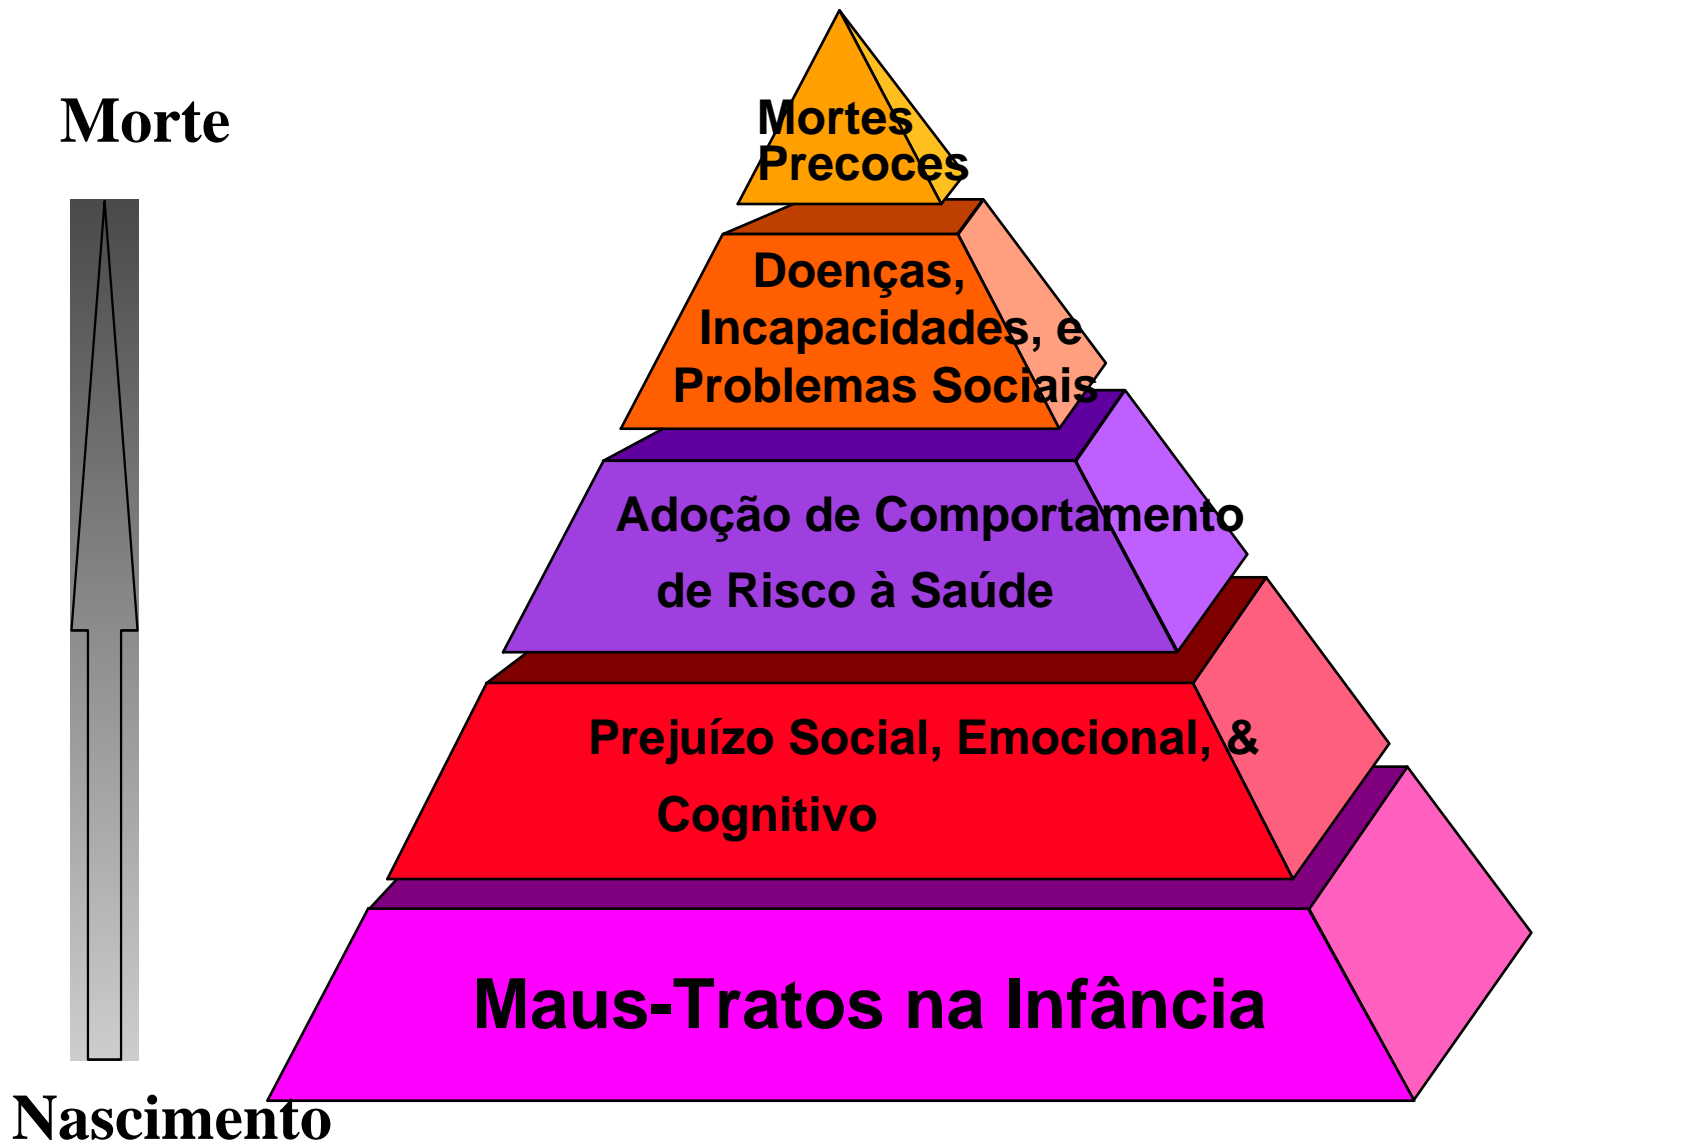 Morte
Mortes
Precoces
Doenças,
Incapacidades, e
Problemas Sociais
Adoção de Comportamento
de Risco à Saúde
Prejuízo Social, Emocional, &
Cognitivo
Maus-Tratos na Infância
Nascimento